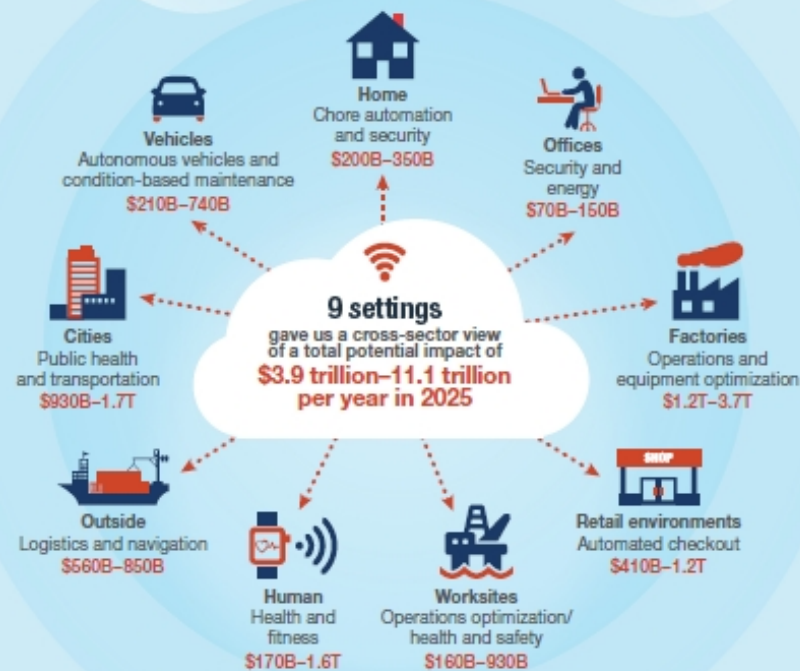 Home
Chore automation
and security
$200B–350B
Vehicles
Autonomous vehicles and
condition-based maintenance
$210B–740B
Offices
Security and
energy
$70B–150B
9 settings
gave us a cross-sector view
of a total potential impact of
$3.9 trillion–11.1 trillion
per year in 2025
Cities
Public health
and transportation
$930B–1.7T
Factories
Operations and
equipment optimization
$1.2T–3.7T
Outside
Logistics and navigation
$560B–850B
SHOP
Retail environments
Automated checkout
$410B–1.2T
Human
Health and
fitness
$170B–1.6T
Worksites
Operations optimization/
health and safety
$160B–930B